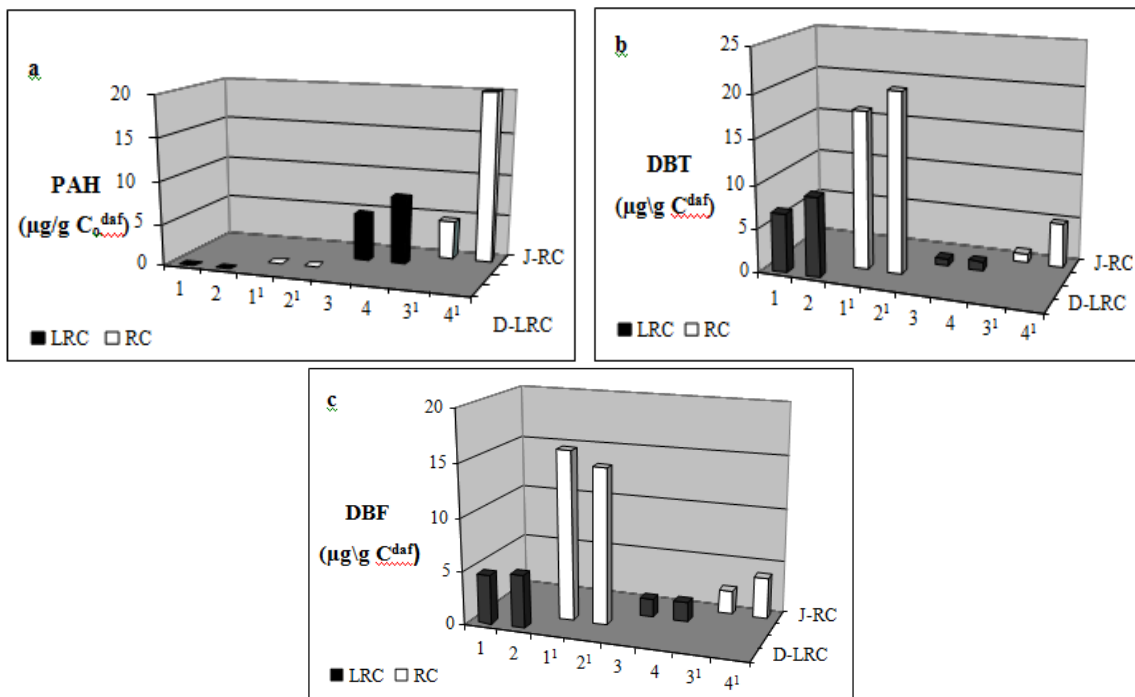 a
20
15
10
5
0
PAH
(µg/g Cₒ.ᵈᵃᶠ)
1 2 1¹ 2¹ 3 4 3¹ 4¹
J-RC
D-LRC
LRC RC
b
25
20
15
10
5
0
DBT
(µg\g Cᵈᵃᶠ)
1 2 1¹ 2¹ 3 4 3¹ 4¹
J-RC
D-LRC
LRC RC
c
20
15
10
5
0
DBF
(µg\g Cᵈᵃᶠ)
1 2 1¹ 2¹ 3 4 3¹ 4¹
J-RC
D-LRC
LRC RC